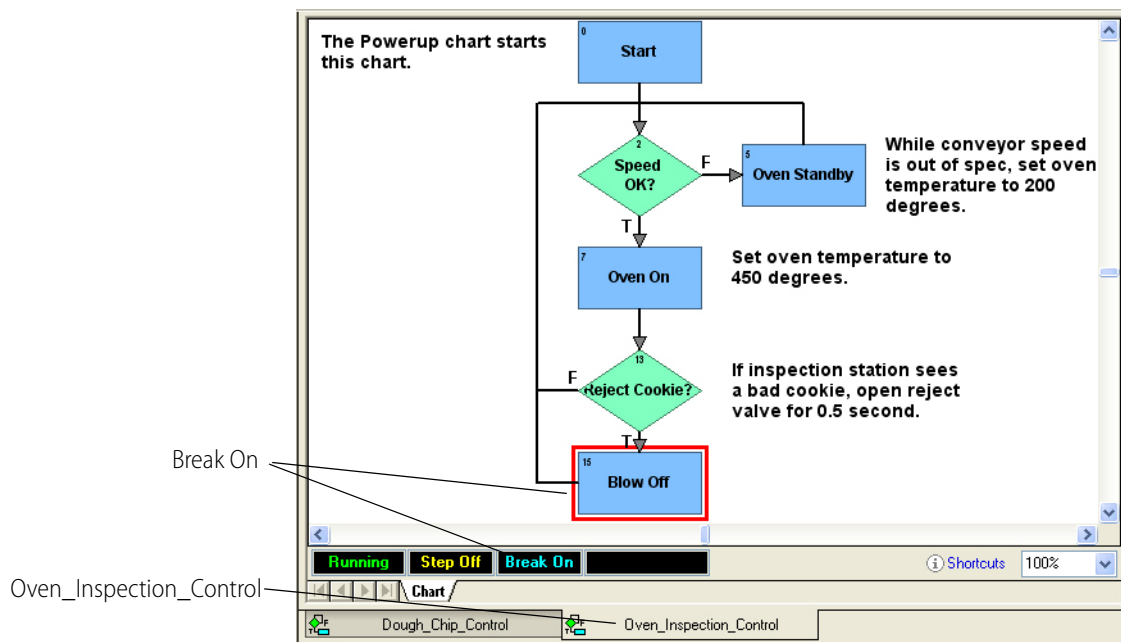 The Powerup chart starts
this chart.
0
Start
2
Speed
OK?
F
5
Oven Standby
While conveyor speed
is out of spec, set oven
temperature to 200
degrees.
T
7
Oven On
Set oven temperature to
450 degrees.
13
Reject Cookie?
F
If inspection station sees
a bad cookie, open reject
valve for 0.5 second.
T
15
Blow Off
Break On
Running
Step Off
Break On
Shortcuts
100%
Chart
Oven_Inspection_Control
Dough_Chip_Control
Oven_Inspection_Control